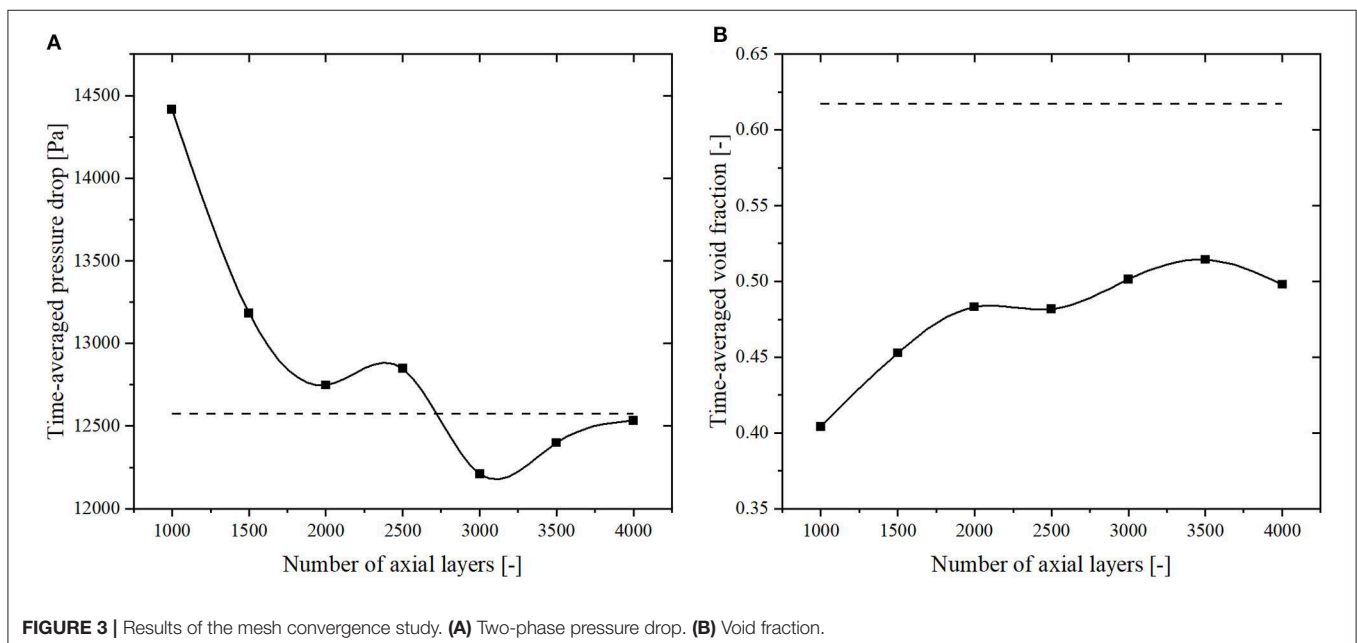 A
14500
14000
13500
13000
12500
12000
Time-averaged pressure drop [Pa]
1000 1500 2000 2500 3000 3500 4000
Number of axial layers [-]
B
0.65
0.60
0.55
0.50
0.45
0.40
0.35
Time-averaged void fraction [-]
1000 1500 2000 2500 3000 3500 4000
Number of axial layers [-]
FIGURE 3 | Results of the mesh convergence study. (A) Two-phase pressure drop. (B) Void fraction.